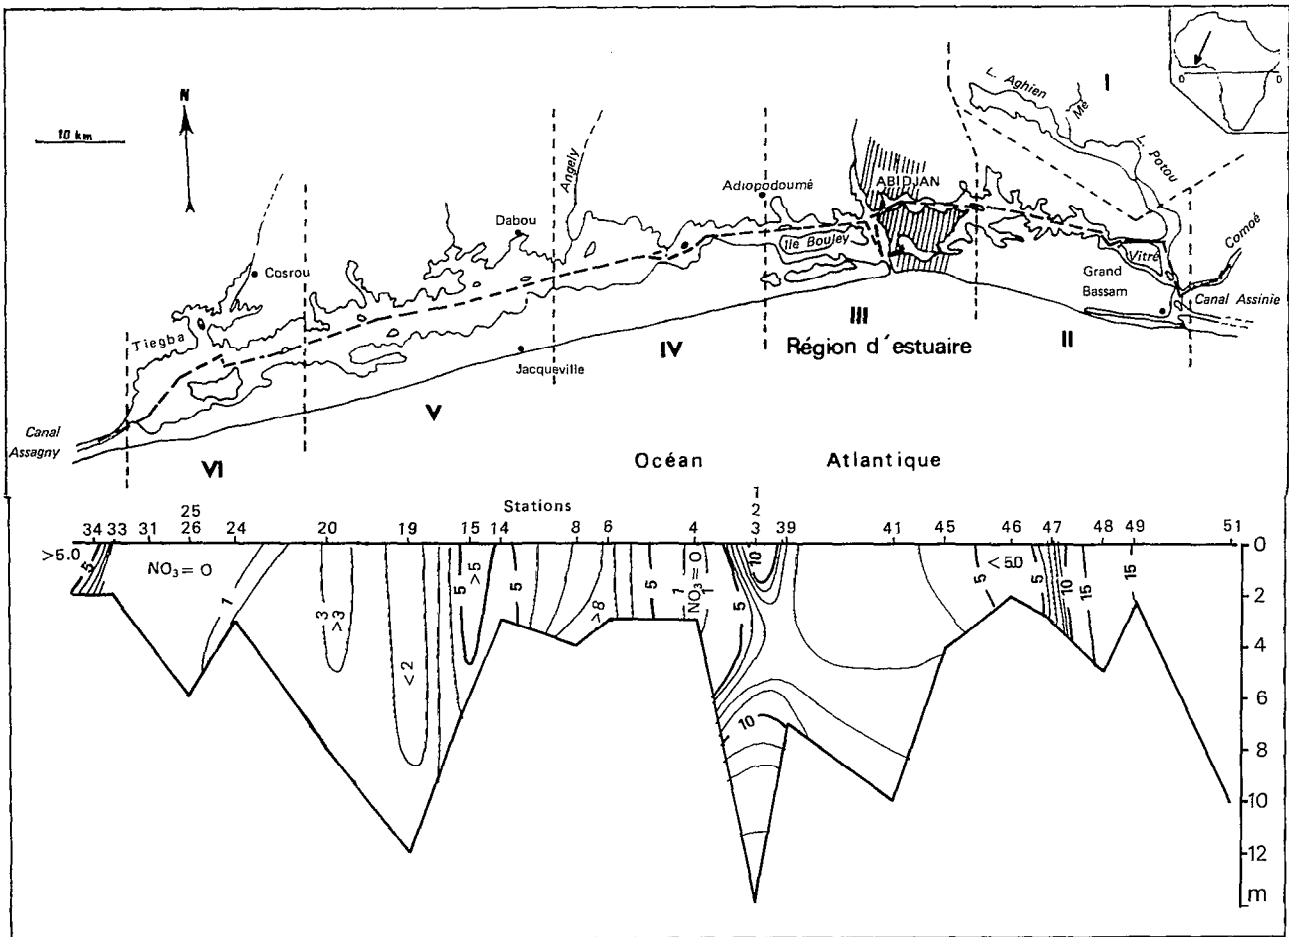 I
L. Aghien
Mé
L. Potou
O
O
N
10 km
Angely
Adiopodoumé
ABIDJAN
Dabou
Ile Bouley
Comoé
Cosrou
Vitré
Grand
Bassam
Canal Assinie
Tiegba
III
Région d´estuaire
II
IV
Jacqueville
V
Canal
Assagny
VI
Océan Atlantique
Stations
34 33 31 25 26 24 20 19 15 14 8 6 4 1 2 3 39 41 45 46 47 48 49 51
>6.0 5 NO3 = O 1 3 >3 <2 5 >5 5 >8 5 1 NO3 = O 1 5 10 5 <5.0 5 10 15 15
10
0
2
4
6
8
10
12
m